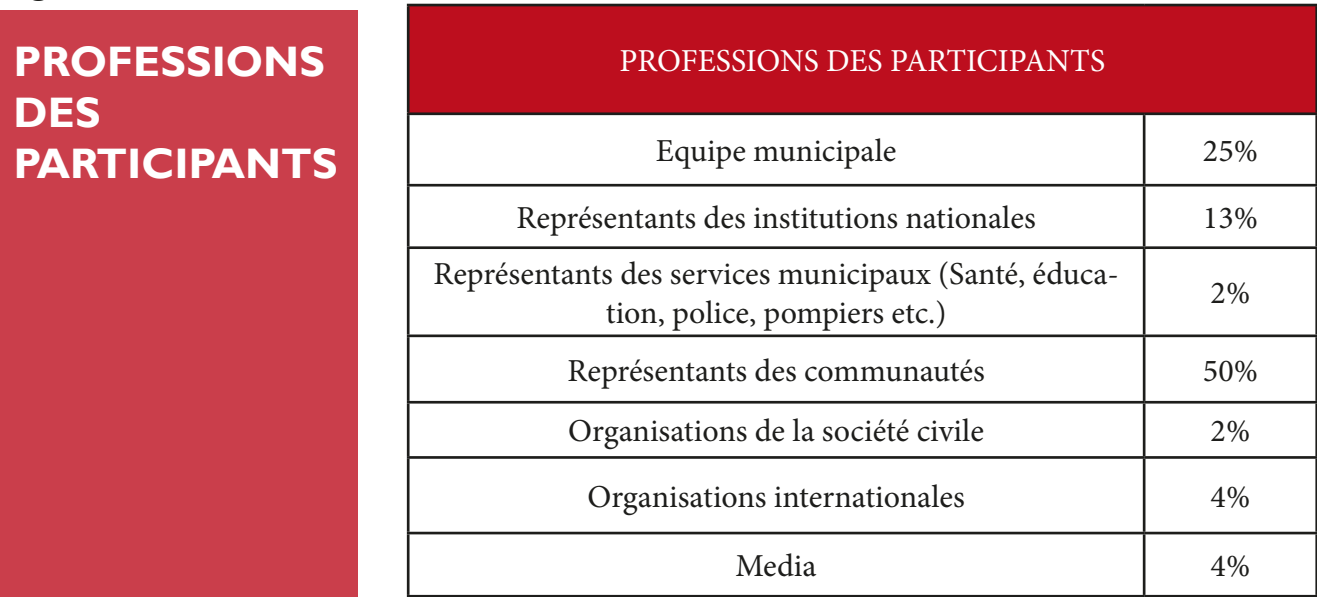 PROFESSIONS
DES
PARTICIPANTS
PROFESSIONS DES PARTICIPANTS
Equipe municipale 25%
Représentants des institutions nationales 13%
Représentants des services municipaux (Santé, éduca-
tion, police, pompiers etc.) 2%
Représentants des communautés 50%
Organisations de la société civile 2%
Organisations internationales 4%
Media 4%